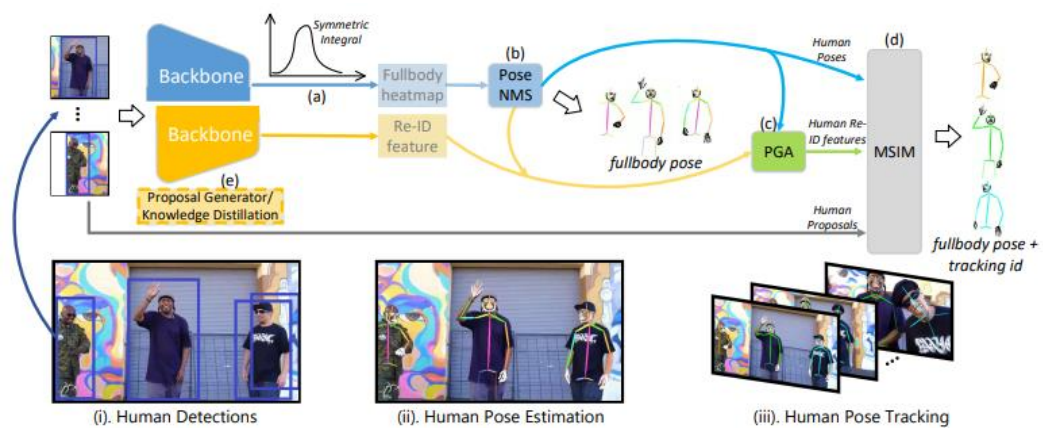 Symmetric
Integral
(a)
Backbone
Backbone
Fullbody
heatmap
Re-ID
feature
(b)
Pose
NMS
fullbody pose
(c)
PGA
Human
Poses
Human Re-
ID features
Human
Proposals
(d)
MSIM
fullbody pose +
tracking id
(e)
Proposal Generator/
Knowledge Distillation
(i). Human Detections
(ii). Human Pose Estimation
(iii). Human Pose Tracking